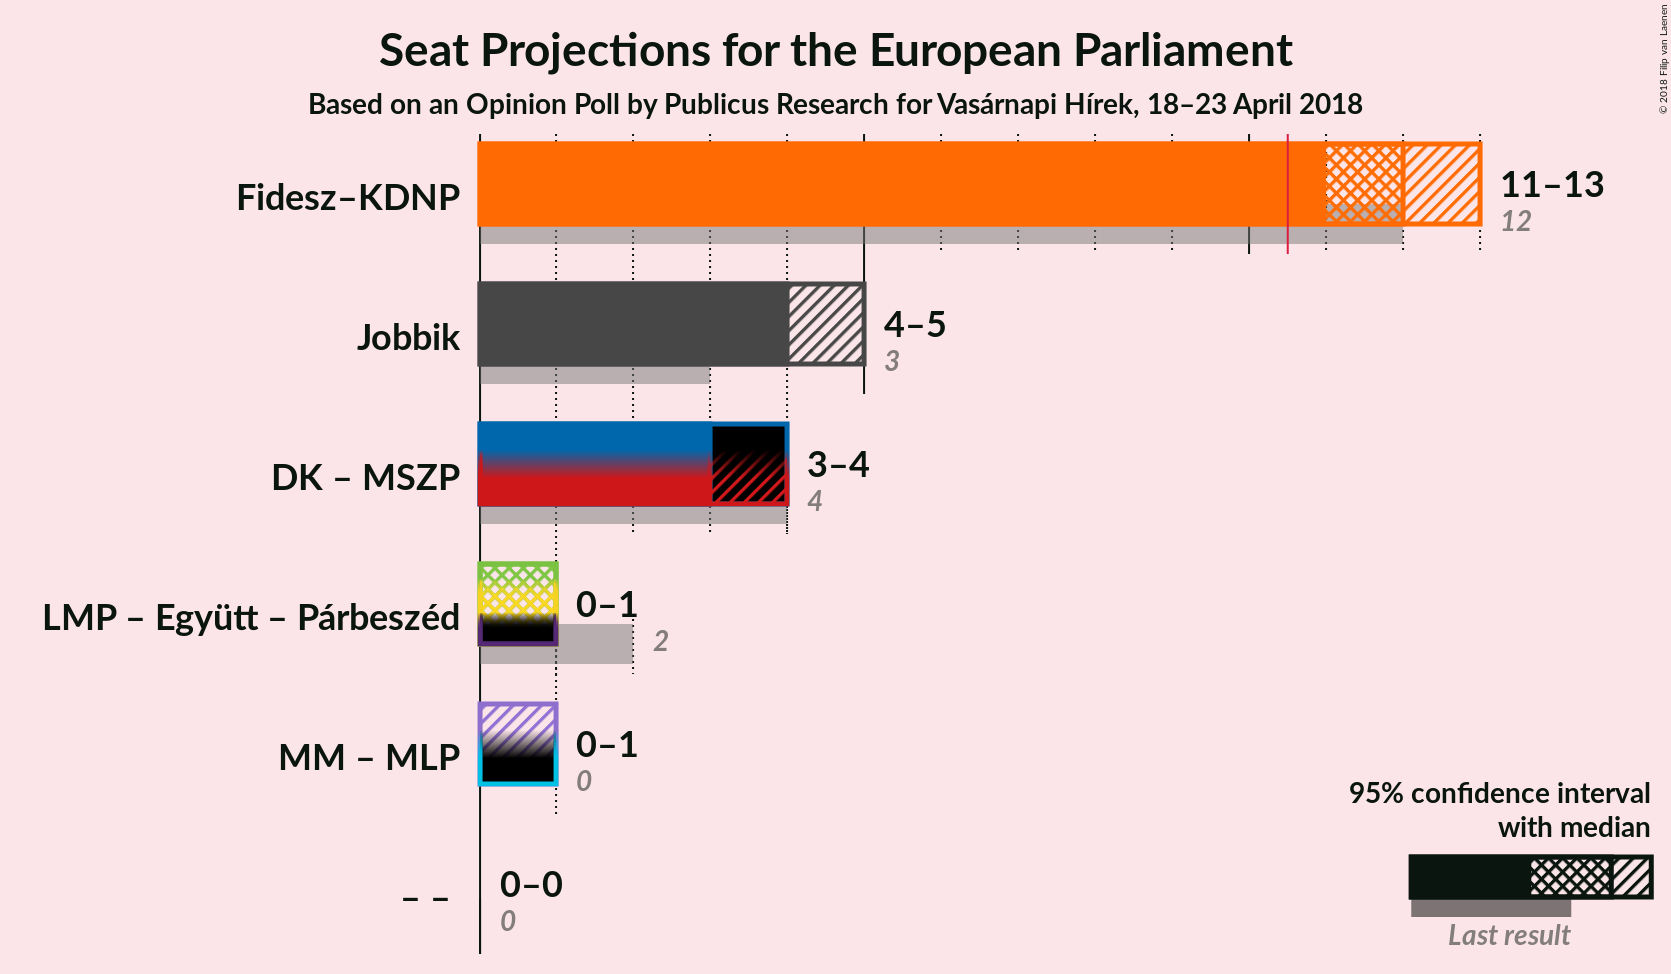 Seat Projections for the European Parliament
Based on an Opinion Poll by Publicus Research for Vasárnapi Hírek, 18–23 April 2018
© 2018 Filip van Laenen
Fidesz–KDNP
11–13
12
Jobbik
4–5
3
DK – MSZP
3–4
4
LMP – Együtt – Párbeszéd
0–1
2
MM – MLP
0–1
0
– –
0–0
0
95% confidence interval
with median
Last result